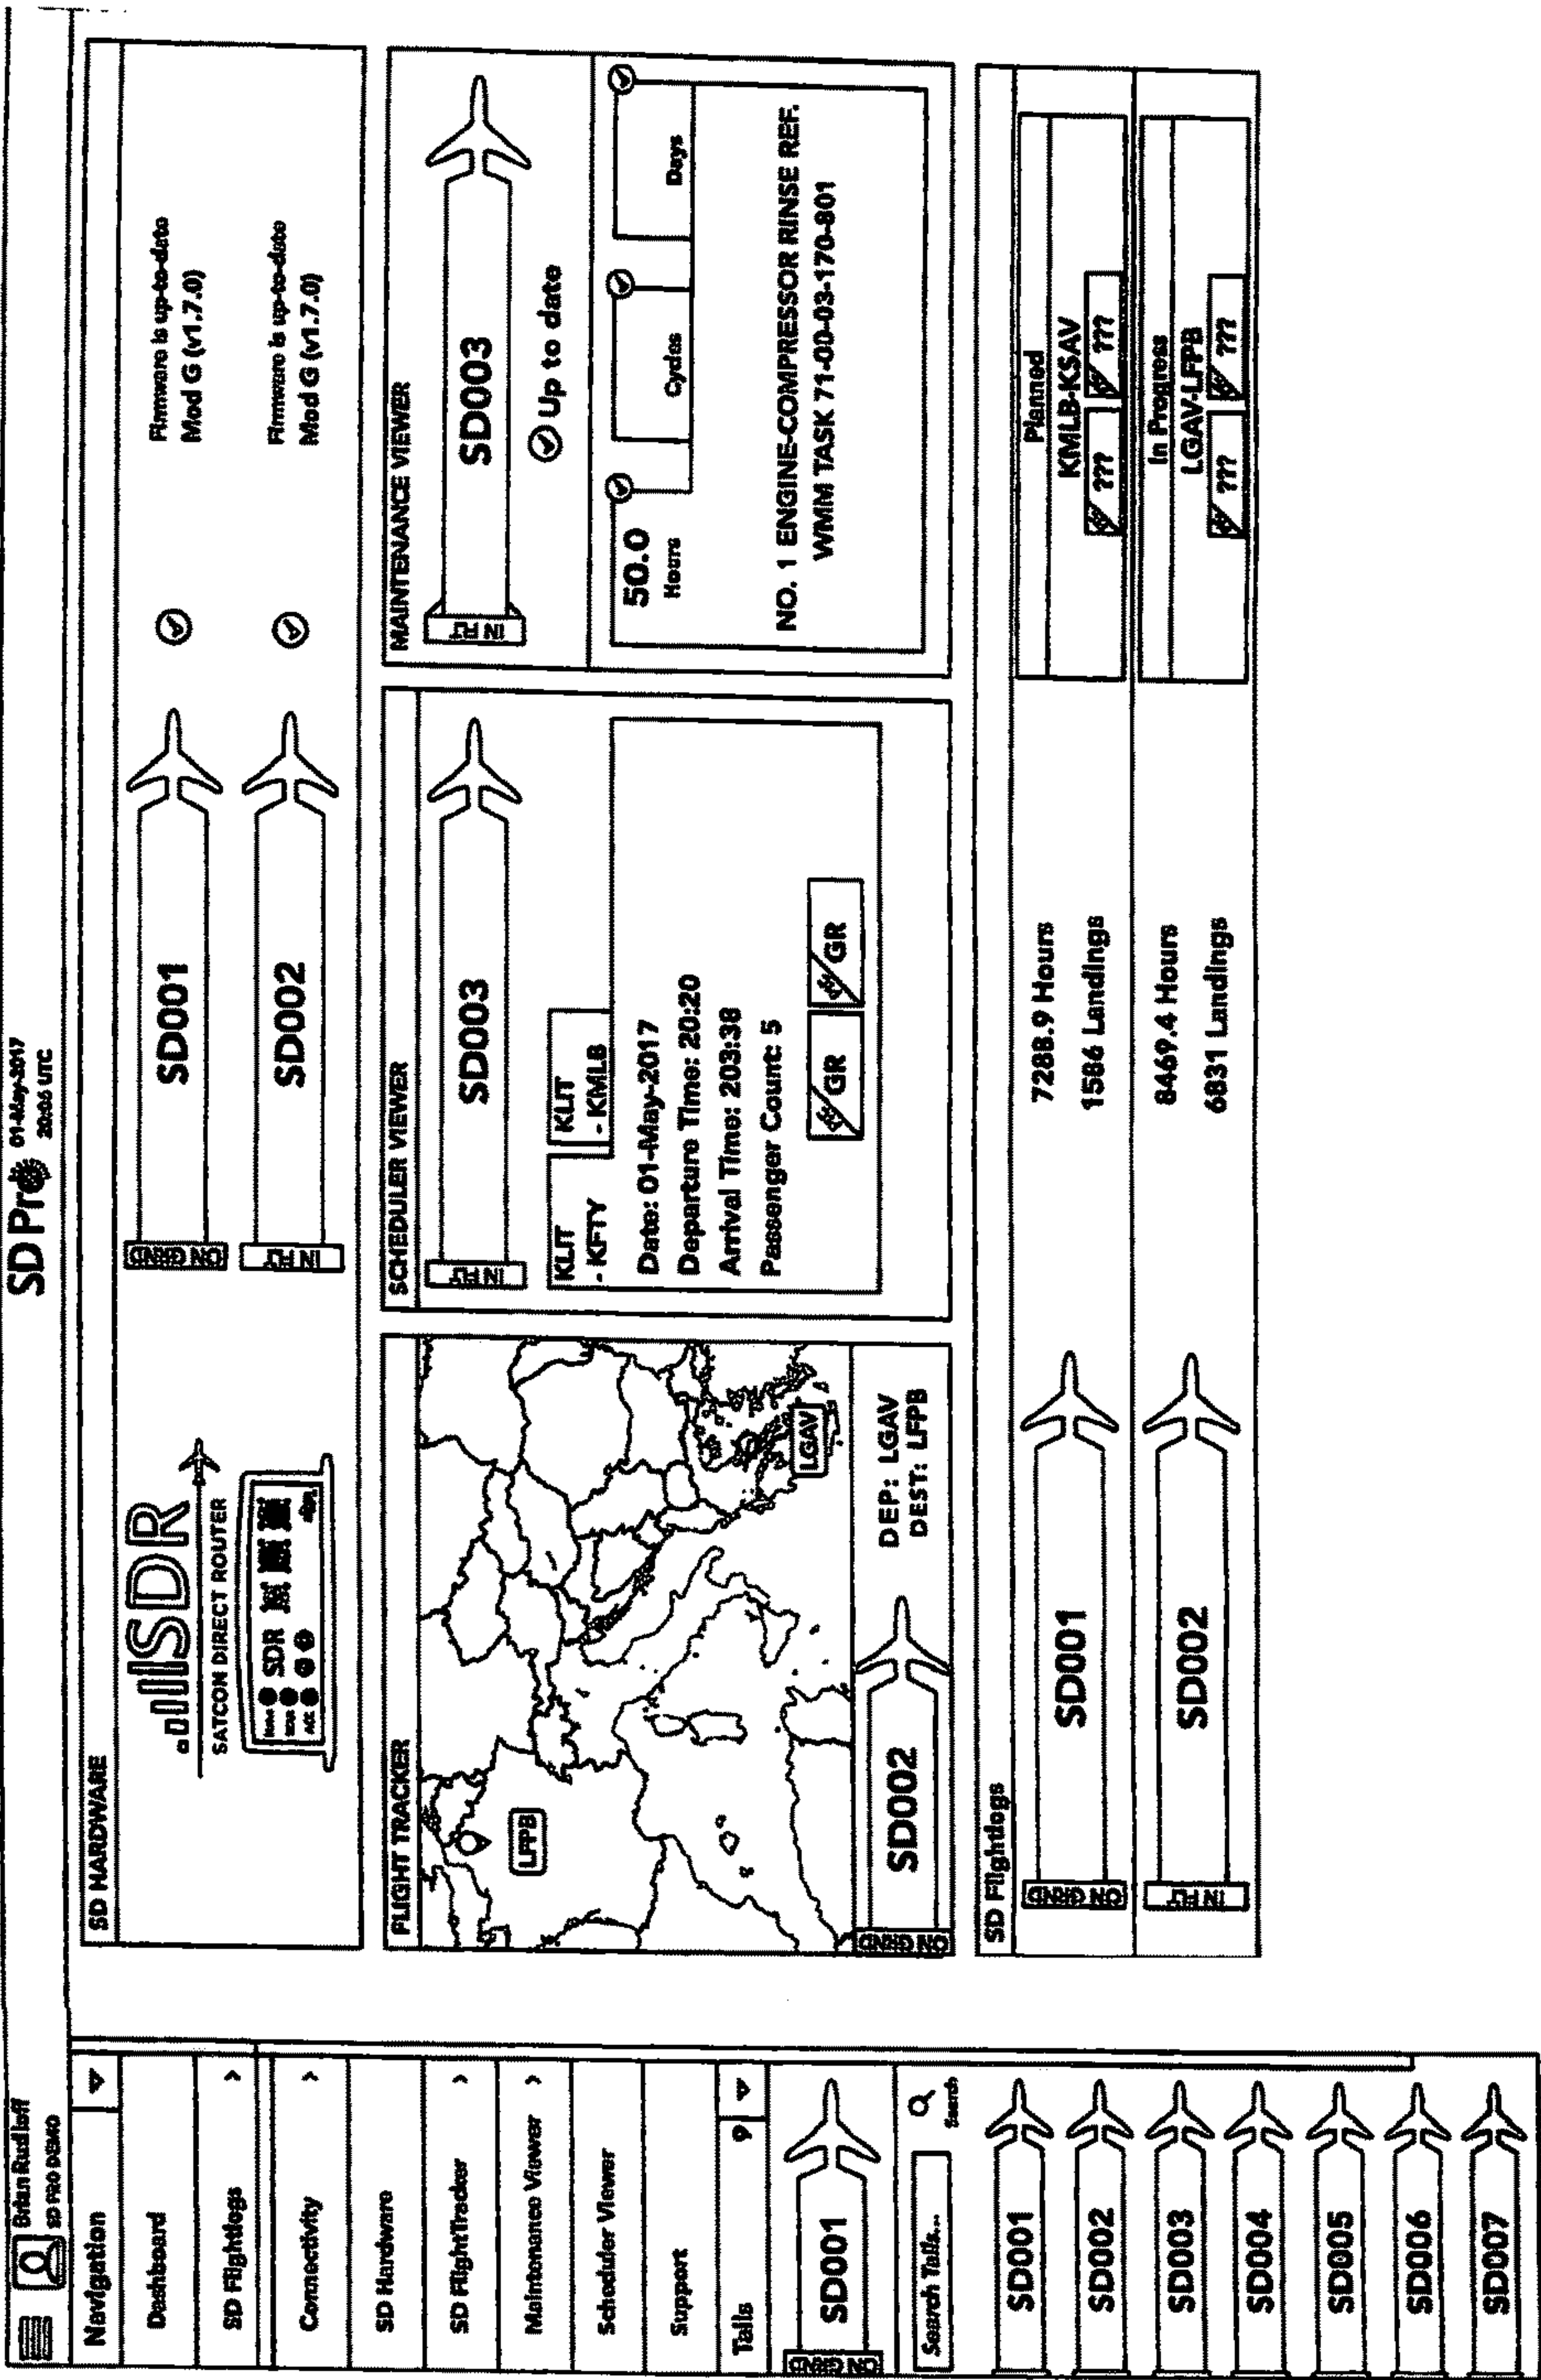 Brian Rudloff
SD PRO DEMO
SD Pro
01-May-2017
20:06 UTC
Navigation
Dashboard
SD Flightlogs
Connectivity
SD Hardware
SD FlightTracker
Maintenance Viewer
Scheduler Viewer
Support
Tails
9
ON GRND
SD001
Search Tails...
Search
SD001
SD002
SD003
SD004
SD005
SD006
SD007
SD HARDWARE
SDR
SATCON DIRECT ROUTER
SDR
ON GRND
SD001
Firmware is up-to-date
Mod G (v1.7.0)
IN FLT
SD002
Firmware is up-to-date
Mod G (v1.7.0)
FLIGHT TRACKER
LFPB
LGAV
ON GRND
SD002
DEP: LGAV
DEST: LFPB
SCHEDULER VIEWER
IN FLT
SD003
KLIT
- KFTY
KLIT
- KMLB
Date: 01-May-2017
Departure Time: 20:20
Arrival Time: 203:38
Passenger Count: 5
GR
GR
MAINTENANCE VIEWER
IN FLT
SD003
Up to date
50.0
Hours
Cycles
Days
NO. 1 ENGINE-COMPRESSOR RINSE REF.
WMM TASK 71-00-03-170-801
SD Flightlogs
ON GRND
SD001
7288.9 Hours
1586 Landings
Planned
KMLB-KSAV
???
???
IN FLT
SD002
8469.4 Hours
6831 Landings
In Progress
LGAV-LFPB
???
???